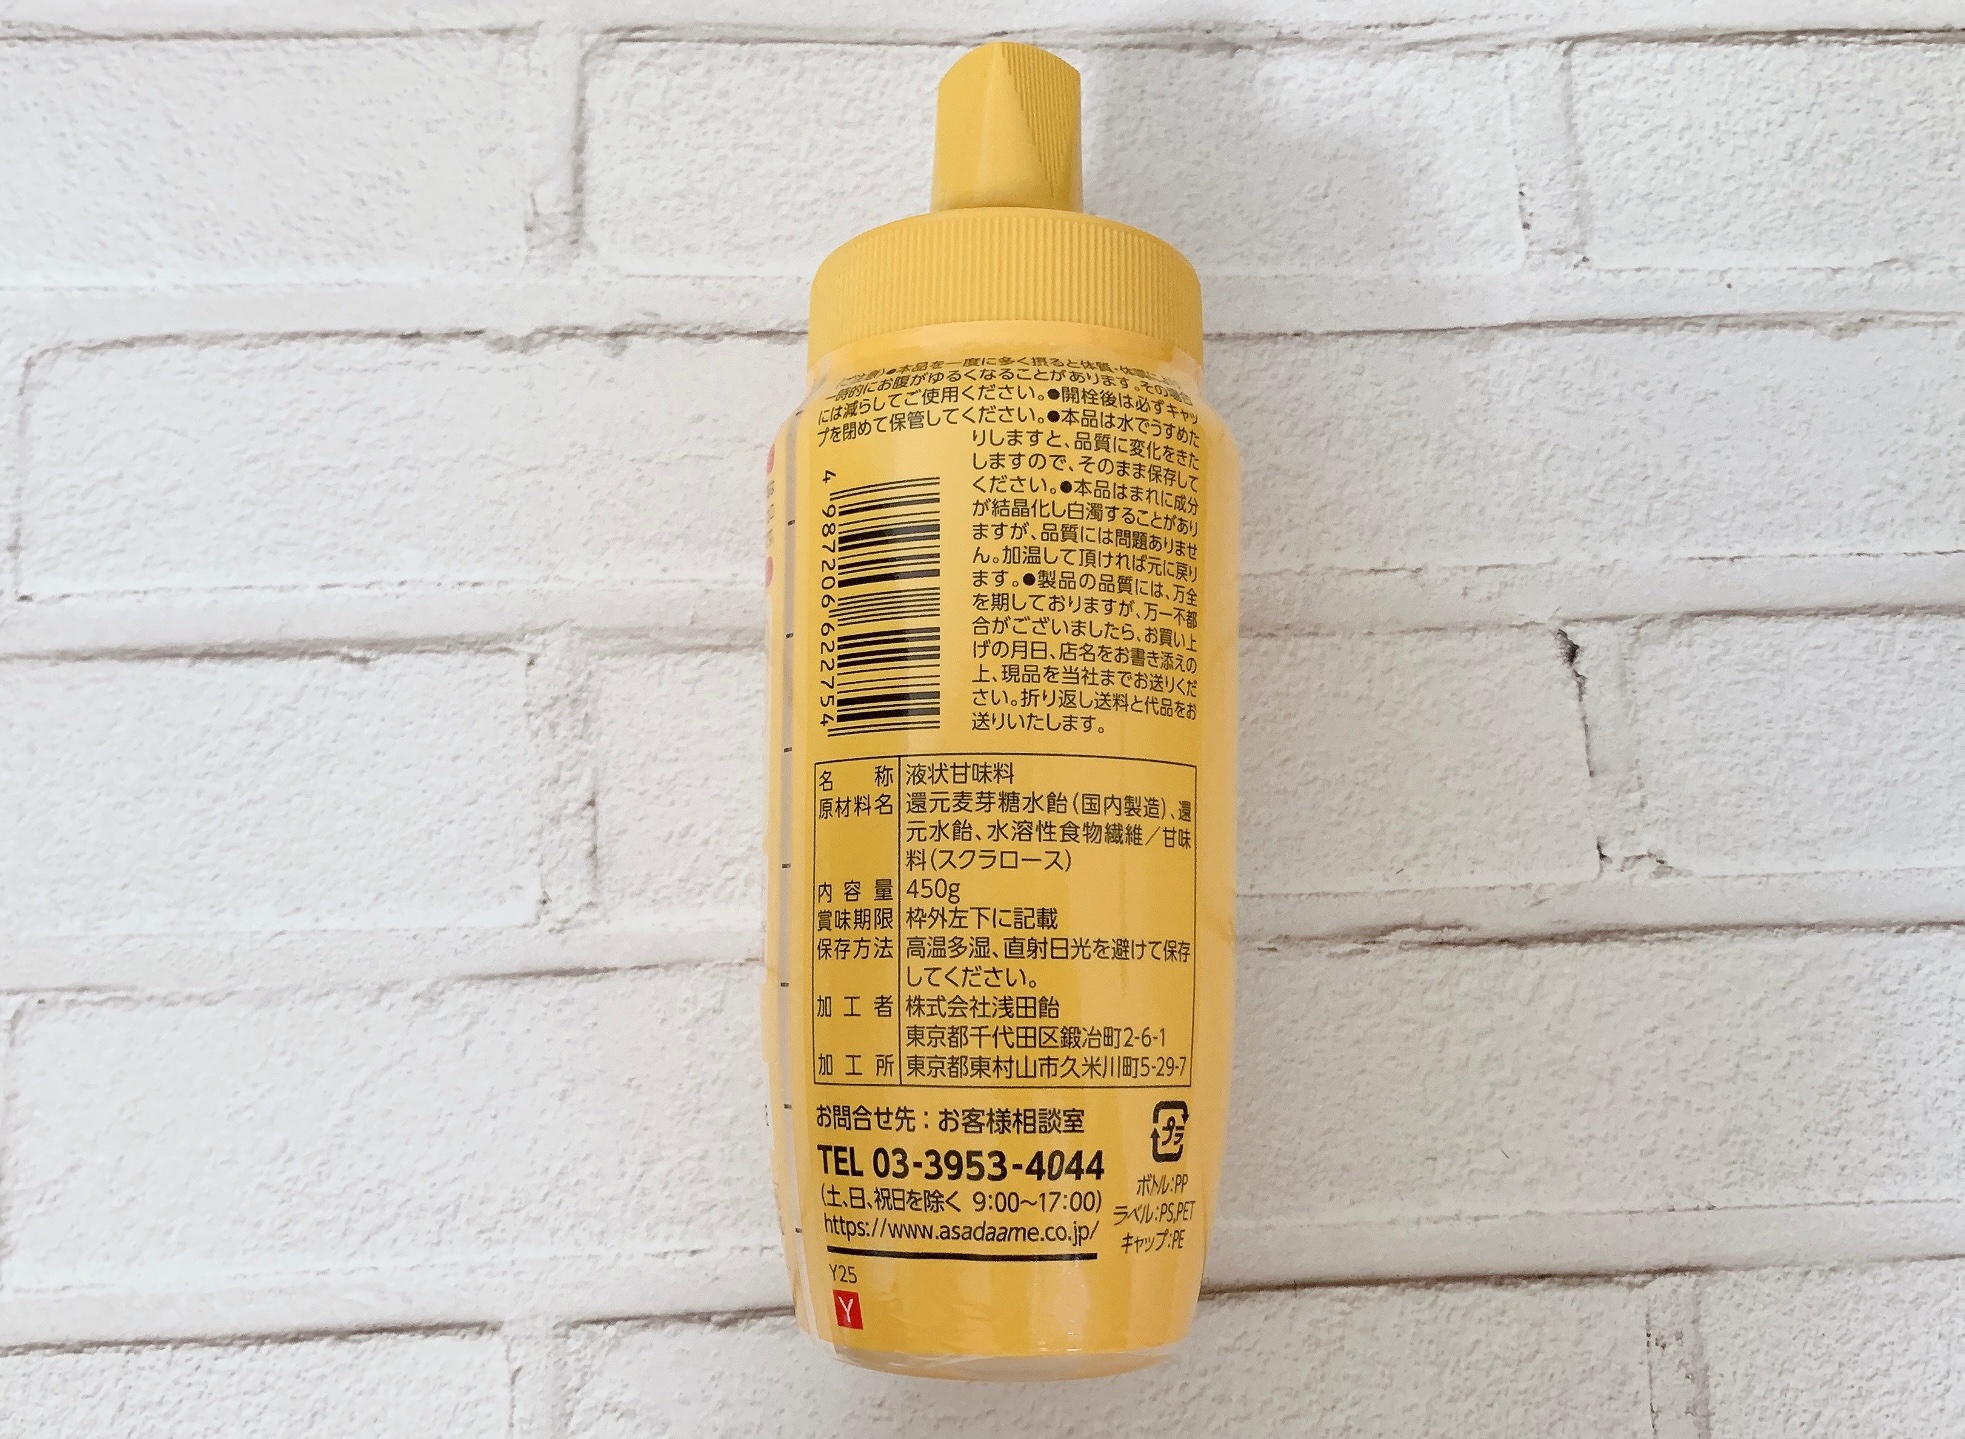 ●本品を一度に多く摂ると体質・体調に
一時的にお腹がゆるくなることがあります。その場合
には減らしてご使用ください。●開栓後は必ずキャッ
プを閉めて保管してください。●本品は水でうすめた
りしますと、品質に変化をきた
しますので、そのまま保存して
ください。●本品はまれに成分
が結晶化し白濁することがあり
ますが、品質には問題ありませ
ん。加温して頂ければ元に戻り
ます。●製品の品質には、万全
を期しておりますが、万一不都
合がございましたら、お買い上
げの月日、店名をお書き添えの
上、現品を当社までお送りくだ
さい。折り返し送料と代品をお
送りいたします。
4 987206 622754
名称 液状甘味料
原材料名 還元麦芽糖水飴(国内製造)、還
元水飴、水溶性食物繊維/甘味
料(スクラロース)
内容量 450g
賞味期限 枠外左下に記載
保存方法 高温多湿、直射日光を避けて保存
してください。
加工者 株式会社浅田飴
東京都千代田区鍛冶町2-6-1
加工所 東京都東村山市久米川町5-29-7
お問合せ先：お客様相談室
TEL 03-3953-4044
(土、日、祝日を除く 9:00~17:00)
https://www.asadaame.co.jp/
プラ
ボトル:PP
ラベル:PS,PET
キャップ:PE
Y25
Y